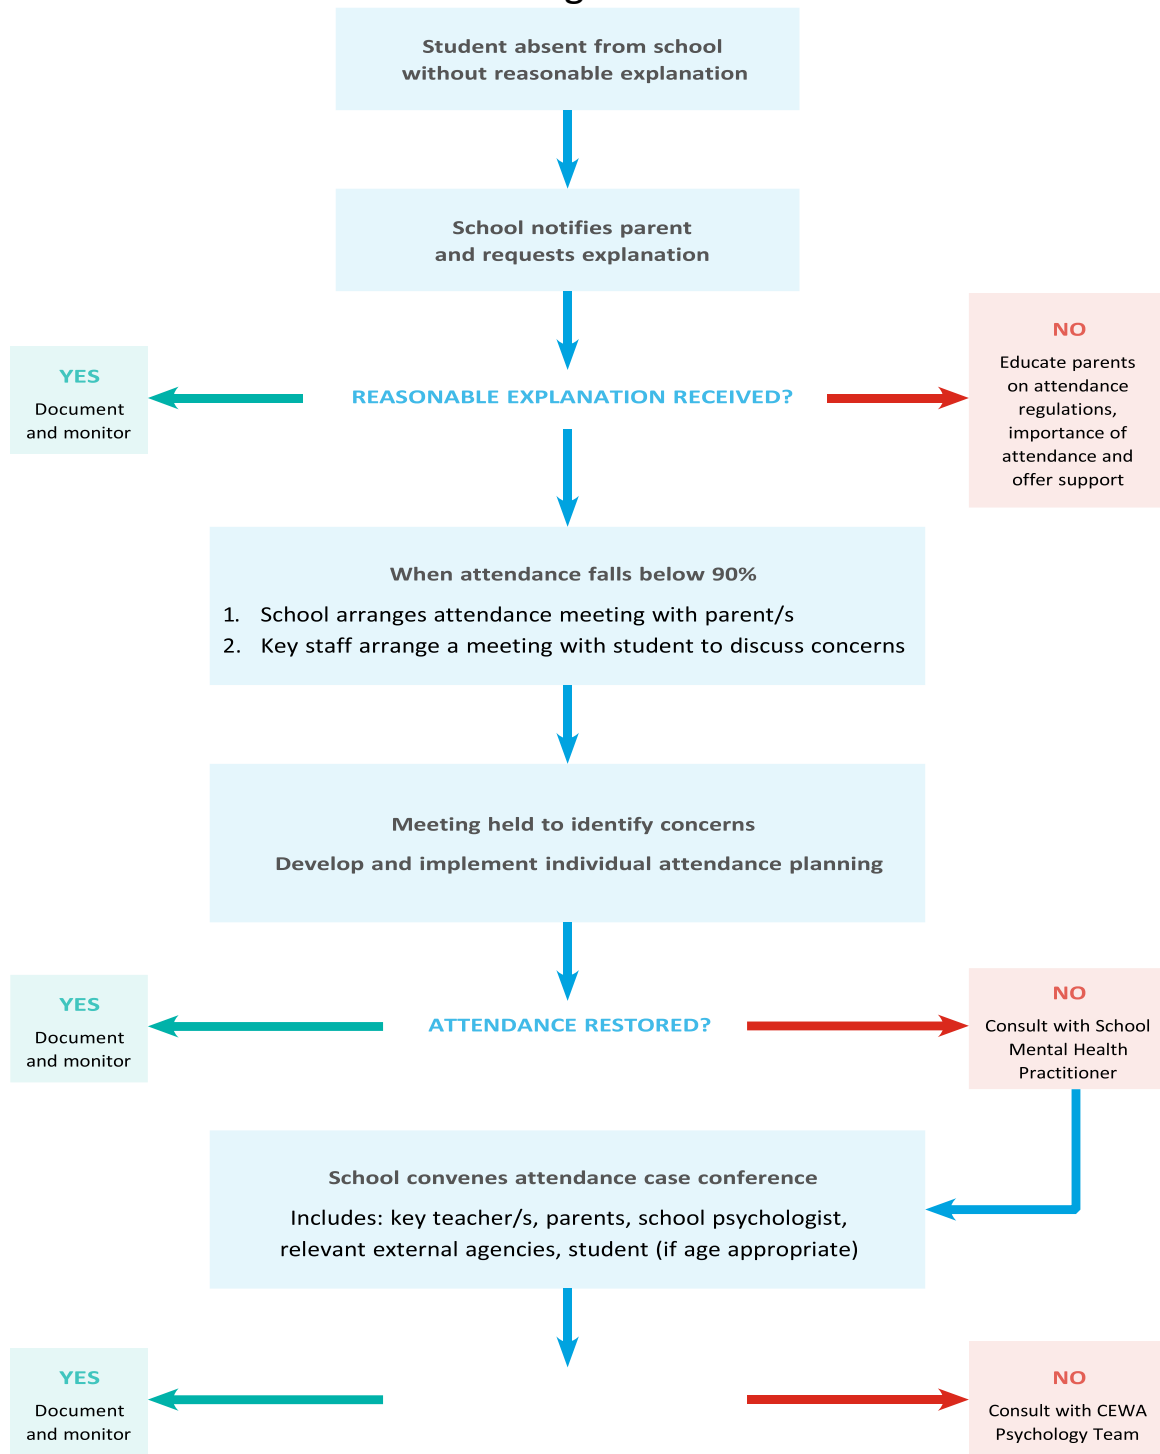 Student absent from school
without reasonable explanation
School notifies parent
and requests explanation
REASONABLE EXPLANATION RECEIVED?
YES
Document
and monitor
NO
Educate parents
on attendance
regulations,
importance of
attendance and
offer support
When attendance falls below 90%
1. School arranges attendance meeting with parent/s
2. Key staff arrange a meeting with student to discuss concerns
Meeting held to identify concerns
Develop and implement individual attendance planning
ATTENDANCE RESTORED?
YES
Document
and monitor
NO
Consult with School
Mental Health
Practitioner
School convenes attendance case conference
Includes: key teacher/s, parents, school psychologist,
relevant external agencies, student (if age appropriate)
YES
Document
and monitor
NO
Consult with CEWA
Psychology Team